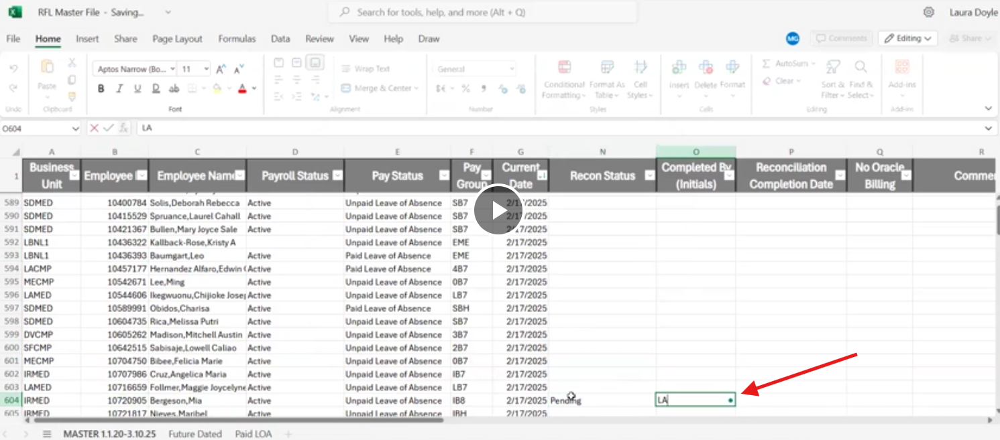 RFL Master File - Saving...
Search for tools, help, and more (Alt + Q)
Laura Doyle
File Home Insert Share Page Layout Formulas Data Review View Help Draw
MG Comments Editing Share
Aptos Narrow (Bo... 11
Wrap Text
General
AutoSum
Paste
B I U D ab A
Merge & Center
$€ % 9
Conditional Formatting
Format As Table
Cell Styles
Insert Delete Format
Clear
Sort & Filter
Find & Select
Add-ins
Undo Clipboard Font Alignment Number Styles Cells Editing Add-ins
O604 fx LA
A B C D E F G N O P Q R
1 Business Unit Employee Employee Name Payroll Status Pay Status Pay Group Current Date Recon Status Completed By (Initials) Reconciliation Completion Date No Oracle Billing
589 SDMED 10400784 Solis,Deborah Rebecca Active Unpaid Leave of Absence SB7 2/17/2025
590 SDMED 10415529 Spruance,Laurel Cahall Active Unpaid Leave of Absence SB7 2/17/2025
591 SDMED 10421367 Bullen,Mary Joyce Sale Active Unpaid Leave of Absence SB7 2/17/2025
592 LBNL1 10436322 Kallback-Rose,Kristy A Unpaid Leave of Absence EME 2/17/2025
593 LBNL1 10436393 Baumgart,Leo Active Paid Leave of Absence EME 2/17/2025
594 LACMP 10457177 Hernandez Alfaro,Edwin Active Paid Leave of Absence 4B7 2/17/2025
595 MECMP 10542671 Lee,Ming Active Unpaid Leave of Absence 0B7 2/17/2025
596 LAMED 10544606 Ikegwuonu,Chijioke Josep Active Unpaid Leave of Absence LB7 2/17/2025
597 SDMED 10589991 Obidos,Charisa Active Paid Leave of Absence SBH 2/17/2025
598 SDMED 10604735 Rica,Melissa Putri Active Unpaid Leave of Absence SB7 2/17/2025
599 DVCMP 10605262 Madison,Mitchell Austin Active Unpaid Leave of Absence 3B7 2/17/2025
600 SFCMP 10642515 Sabisaje,Lowell Caliao Active Unpaid Leave of Absence 2B7 2/17/2025
601 MECMP 10704750 Bibee,Felicia Marie Active Unpaid Leave of Absence 0B7 2/17/2025
602 IRMED 10707986 Cruz,Angelica Maria Active Unpaid Leave of Absence IB7 2/17/2025
603 LAMED 10716659 Follmer,Maggie Joycelyne Active Unpaid Leave of Absence LB7 2/17/2025
604 IRMED 10720905 Bergeson,Mia Active Unpaid Leave of Absence IB8 2/17/2025 Pending LA
605 IRMED 10721817 Nieves,Maribel Active Unpaid Leave of Absence IBH 2/17/2025
MASTER 1.1.20-3.10.25 Future Dated Paid LOA